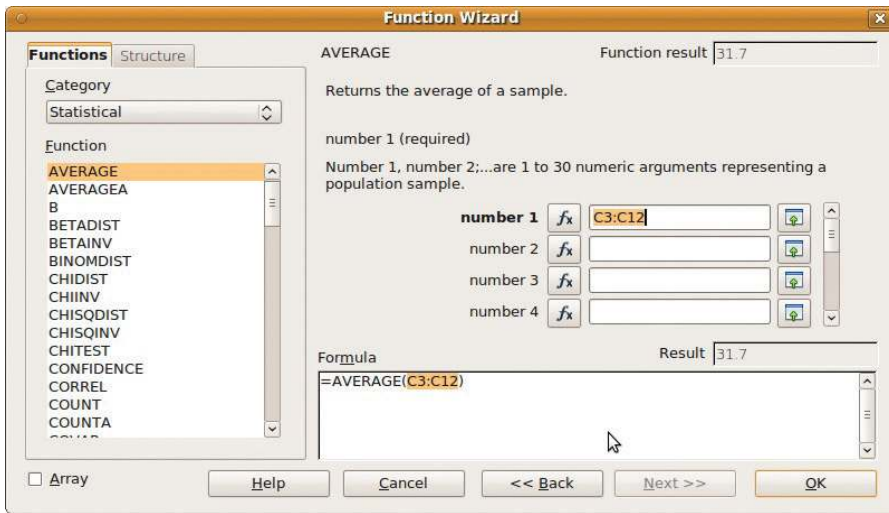 Function Wizard
Functions Structure
Category
Statistical
Function
AVERAGE
AVERAGEA
B
BETADIST
BETAINV
BINOMDIST
CHIDIST
CHIINV
CHISQDIST
CHISQINV
CHITEST
CONFIDENCE
CORREL
COUNT
COUNTA
AVERAGE Function result 31.7
Returns the average of a sample.
number 1 (required)
Number 1, number 2;...are 1 to 30 numeric arguments representing a
population sample.
number 1 fx C3:C12
number 2 fx
number 3 fx
number 4 fx
Formula Result 31.7
=AVERAGE(C3:C12)
Array Help Cancel << Back Next >> OK